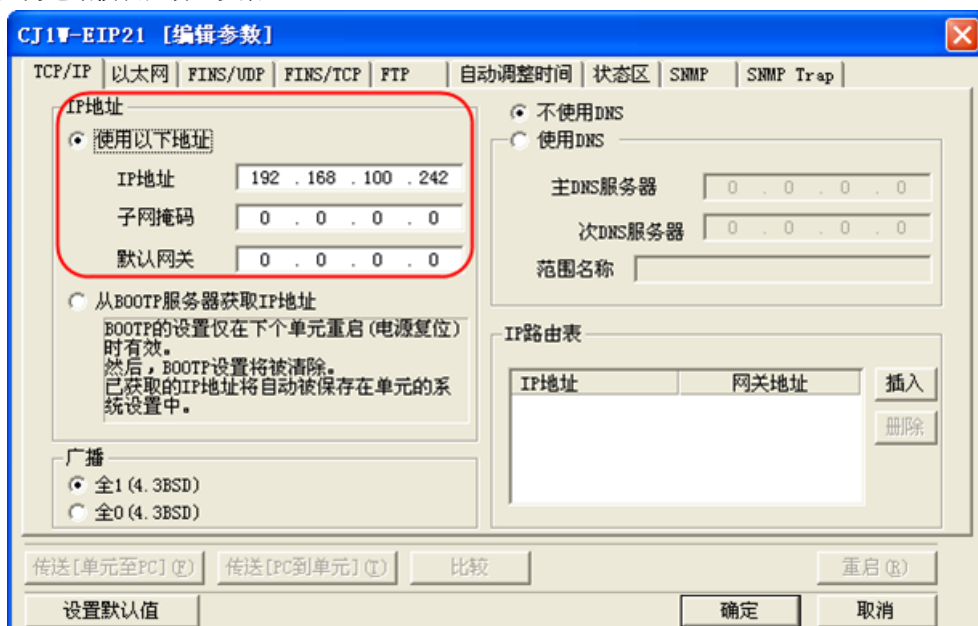 CJ1W-EIP21 [编辑参数]
TCP/IP 以太网 FINS/UDP FINS/TCP FTP 自动调整时间 状态区 SNMP SNMP Trap
IP地址
使用以下地址
IP地址 192 .168 .100 .242
子网掩码 0 . 0 . 0 . 0
默认网关 0 . 0 . 0 . 0
从BOOTP服务器获取IP地址
BOOTP的设置仅在下个单元重启(电源复位)
时有效。
然后，BOOTP设置将被清除。
已获取的IP地址将自动被保存在单元的系
统设置中。
广播
全1(4.3BSD)
全0(4.3BSD)
不使用DNS
使用DNS
主DNS服务器 0 . 0 . 0 . 0
次DNS服务器 0 . 0 . 0 . 0
范围名称
IP路由表
IP地址 网关地址
插入
删除
传送[单元至PC](F) 传送[PC到单元](T) 比较 重启(R)
设置默认值 确定 取消